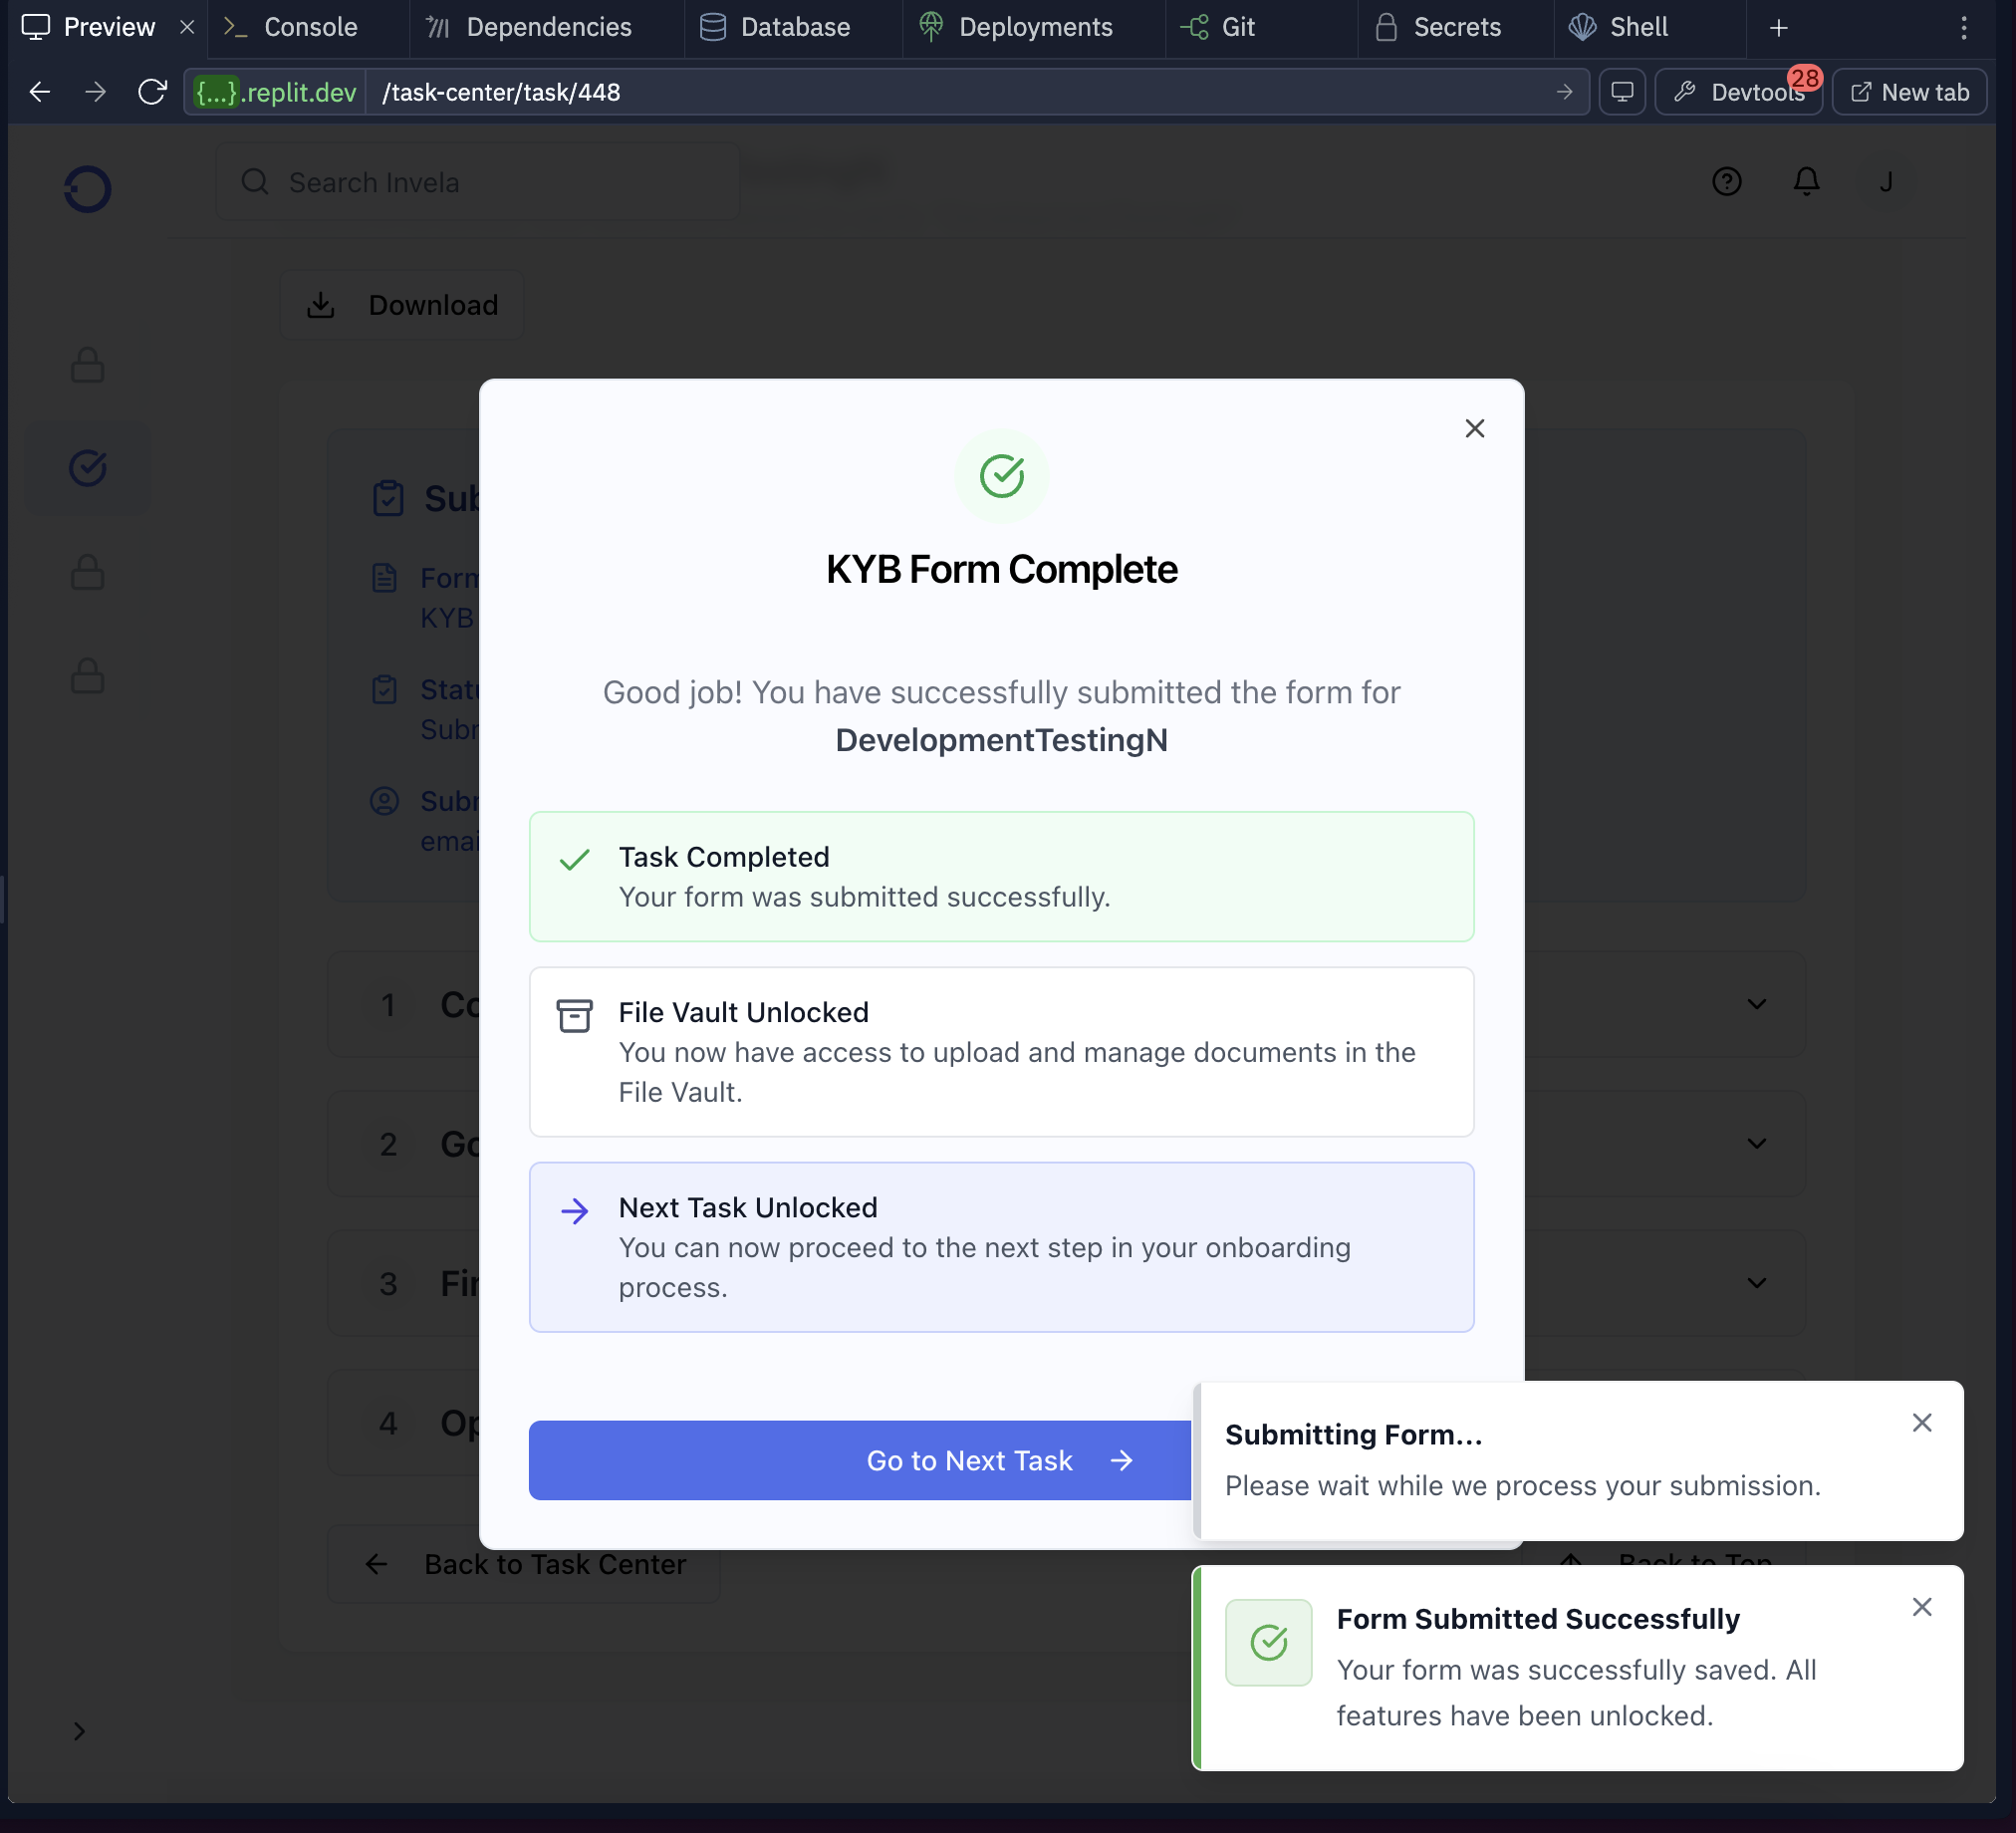 Preview
Console
Dependencies
Database
Deployments
Git
Secrets
Shell
{...}.replit.dev
/task-center/task/448
Devtools
28
New tab
Search Invela
J
Download
KYB Form Complete
Good job! You have successfully submitted the form for
DevelopmentTestingN
Sub
Form
KYB
Statu
Subm
emai
Task Completed
Your form was submitted successfully.
1 Co
File Vault Unlocked
You now have access to upload and manage documents in the
File Vault.
2 Go
Next Task Unlocked
You can now proceed to the next step in your onboarding
process.
3 Fin
4 Op
Go to Next Task
Submitting Form...
Please wait while we process your submission.
Back to Task Center
Back to Top
Form Submitted Successfully
Your form was successfully saved. All
features have been unlocked.